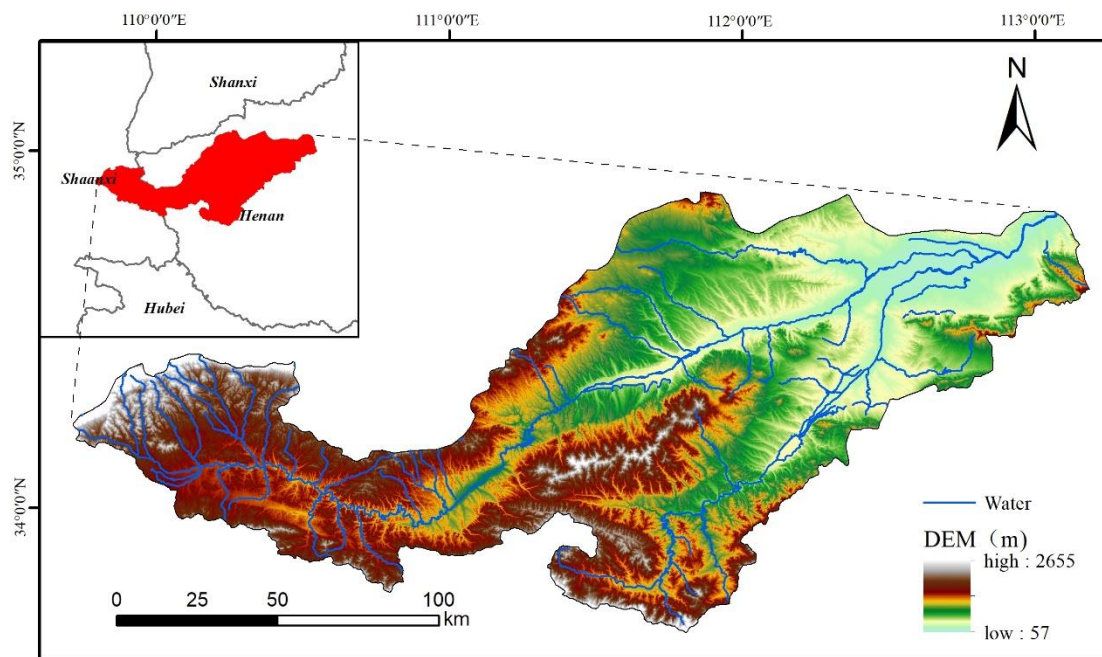 110°0′0″N
111°0′0″N
112°0′0″N
113°0′0″N
35°0′0″N
34°0′0″N
Shanxi
Shaanxi
Henan
Hubei
N
Water
DEM（m)
high : 2655
low : 57
0 25 50 100
km